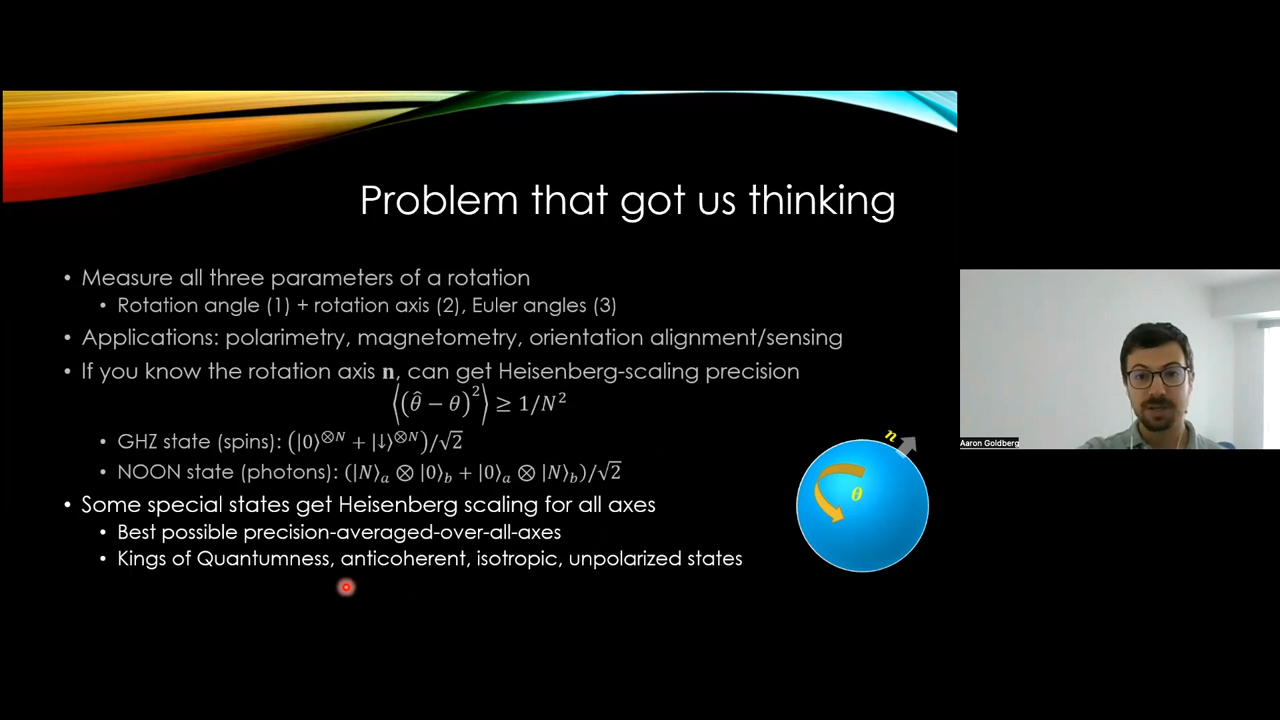 Problem that got us thinking
• Measure all three parameters of a rotation
• Rotation angle (1) + rotation axis (2), Euler angles (3)
• Applications: polarimetry, magnetometry, orientation alignment/sensing
• If you know the rotation axis n, can get Heisenberg-scaling precision
⟨(θ̂ − θ)²⟩ ≥ 1/N²
• GHZ state (spins): (|0⟩^⊗N + |↓⟩^⊗N)/√2
• NOON state (photons): (|N⟩ₐ ⊗ |0⟩_b + |0⟩ₐ ⊗ |N⟩_b)/√2
• Some special states get Heisenberg scaling for all axes
• Best possible precision-averaged-over-all-axes
• Kings of Quantumness, anticoherent, isotropic, unpolarized states
n
θ
Aaron Goldberg